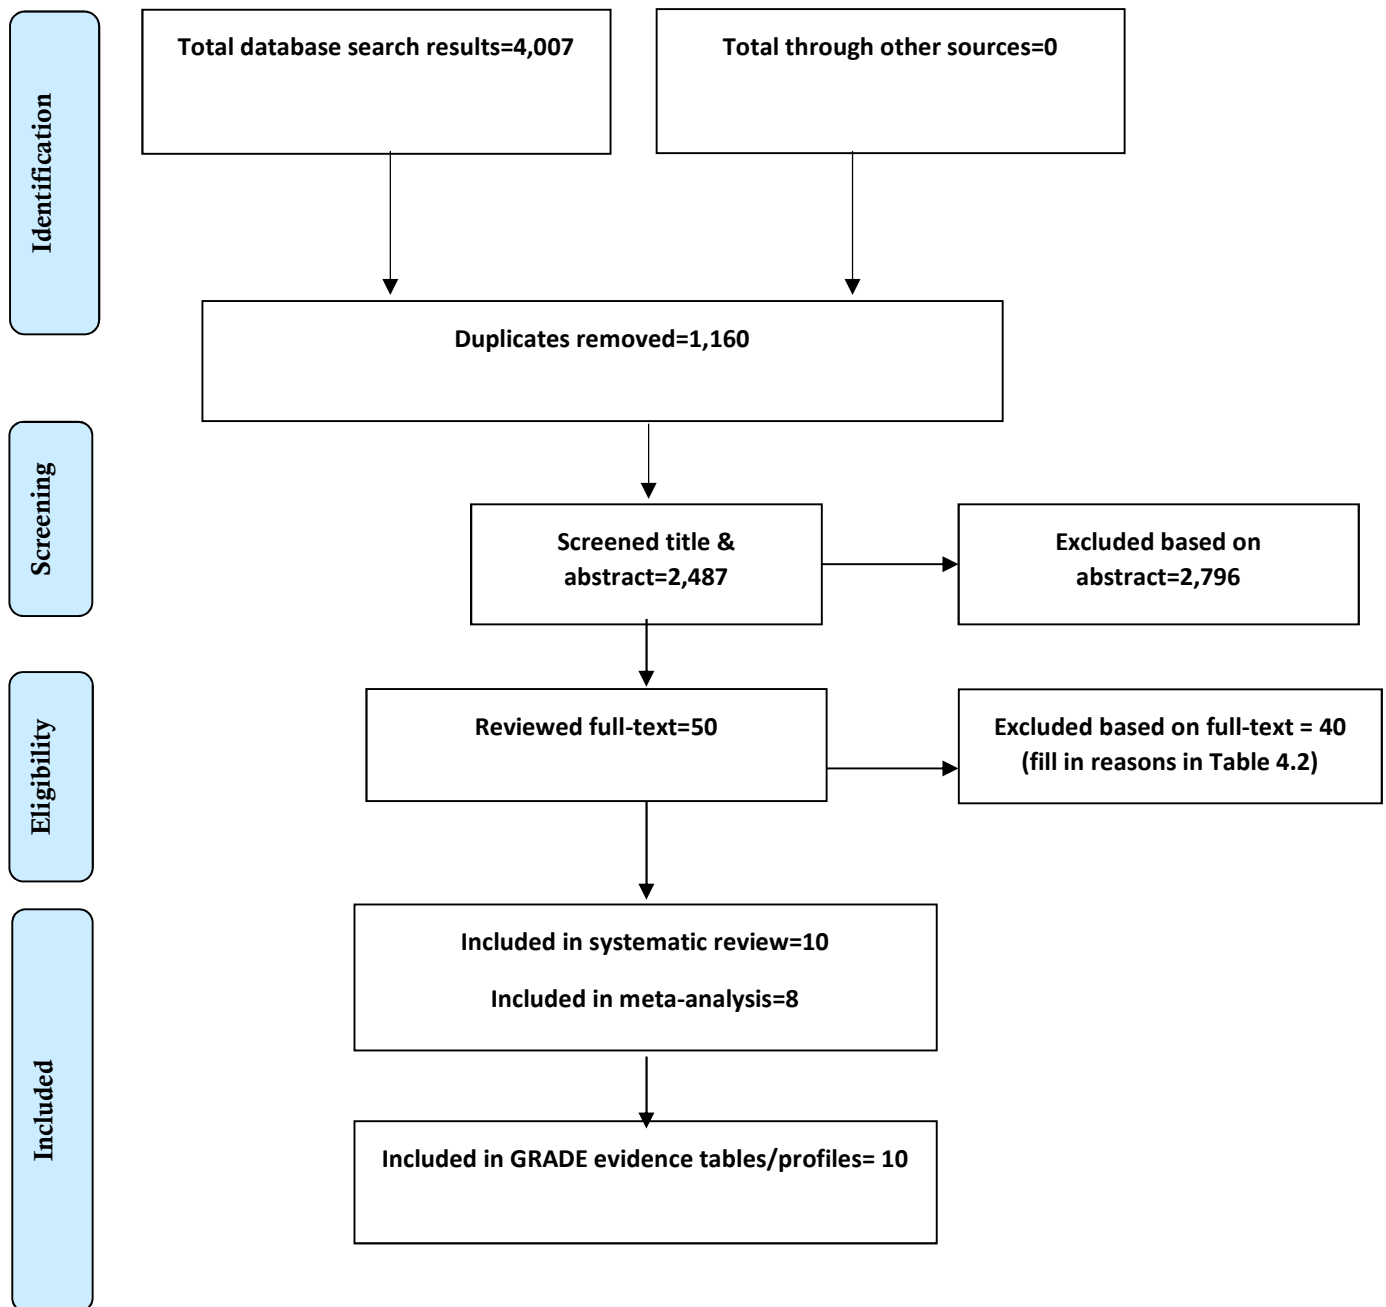 Identification
Total database search results=4,007
Total through other sources=0
Duplicates removed=1,160
Screening
Screened title &
abstract=2,487
Excluded based on
abstract=2,796
Eligibility
Reviewed full-text=50
Excluded based on full-text = 40
(fill in reasons in Table 4.2)
Included
Included in systematic review=10
Included in meta-analysis=8
Included in GRADE evidence tables/profiles= 10